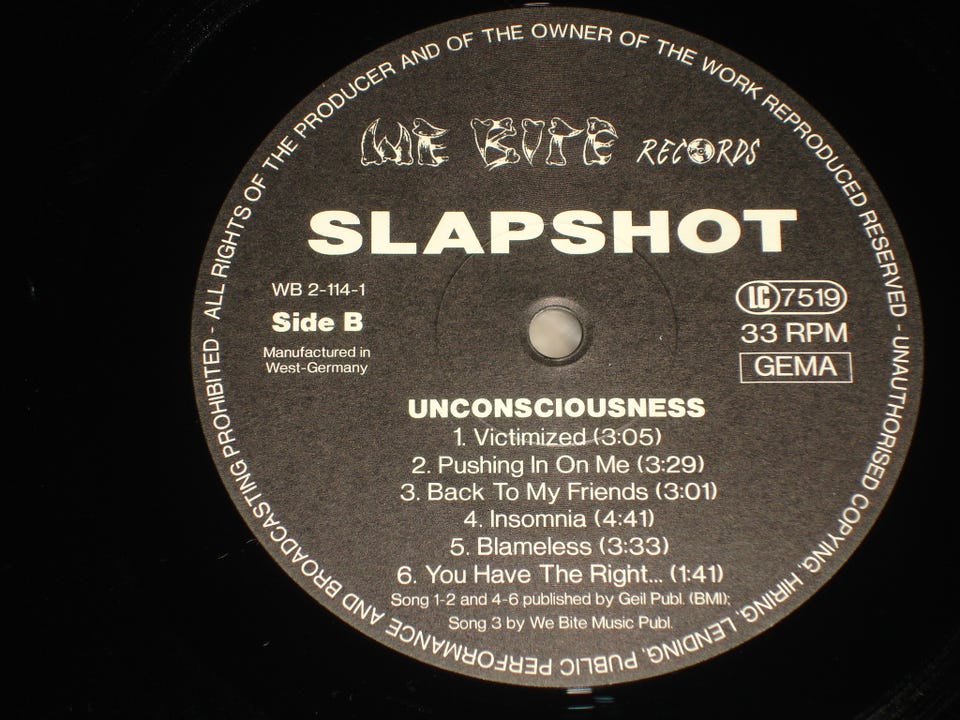 ALL RIGHTS OF THE PRODUCER AND OF THE OWNER OF THE WORK REPRODUCED RESERVED - UNAUTHORISED COPYING, HIRING, LENDING, PUBLIC PERFORMANCE AND BROADCASTING PROHIBITED -
WE BITE RECORDS
SLAPSHOT
WB 2-114-1
Side B
Manufactured in
West-Germany
LC 7519
33 RPM
GEMA
UNCONSCIOUSNESS
1. Victimized (3:05)
2. Pushing In On Me (3:29)
3. Back To My Friends (3:01)
4. Insomnia (4:41)
5. Blameless (3:33)
6. You Have The Right... (1:41)
Song 1-2 and 4-6 published by Geil Publ. (BMI);
Song 3 by We Bite Music Publ.